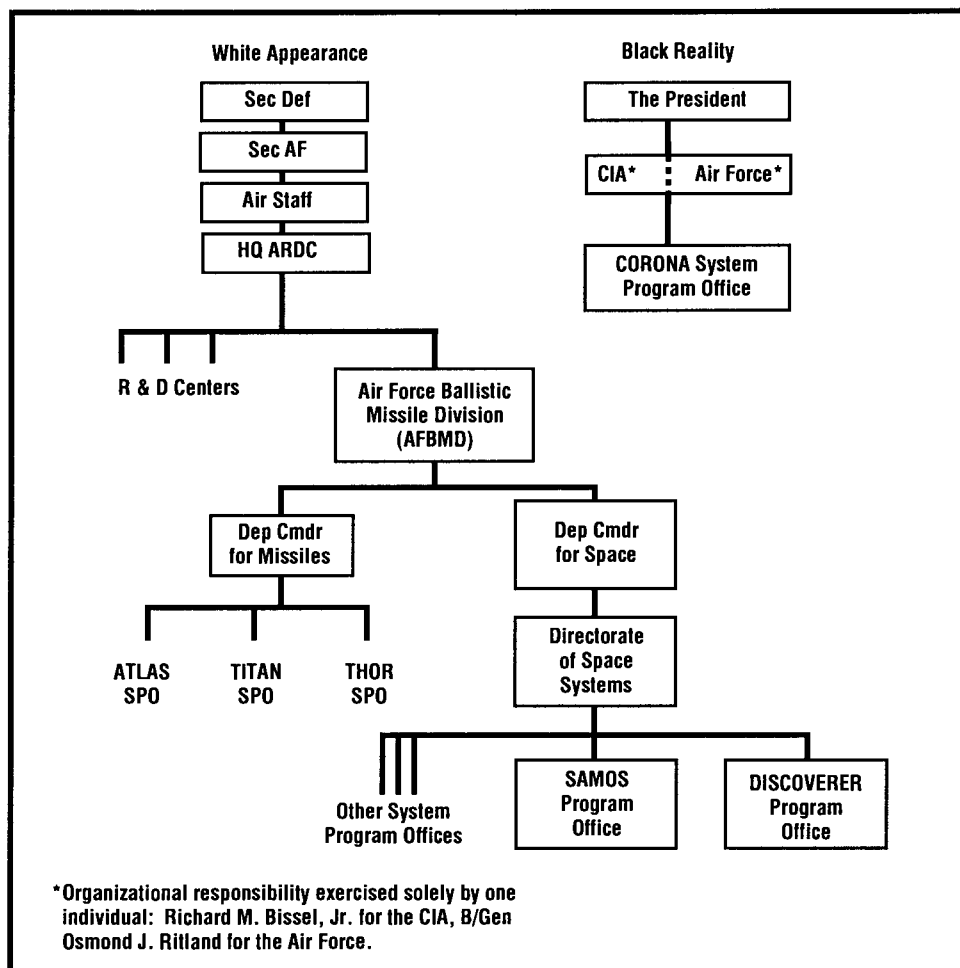 White Appearance
Sec Def
Sec AF
Air Staff
HQ ARDC
R & D Centers
Air Force Ballistic
Missile Division
(AFBMD)
Dep Cmdr
for Missiles
ATLAS
SPO
TITAN
SPO
THOR
SPO
Dep Cmdr
for Space
Directorate
of Space
Systems
Other System
Program Offices
SAMOS
Program
Office
DISCOVERER
Program
Office
Black Reality
The President
CIA* Air Force*
CORONA System
Program Office
*Organizational responsibility exercised solely by one
individual: Richard M. Bissel, Jr. for the CIA, B/Gen
Osmond J. Ritland for the Air Force.